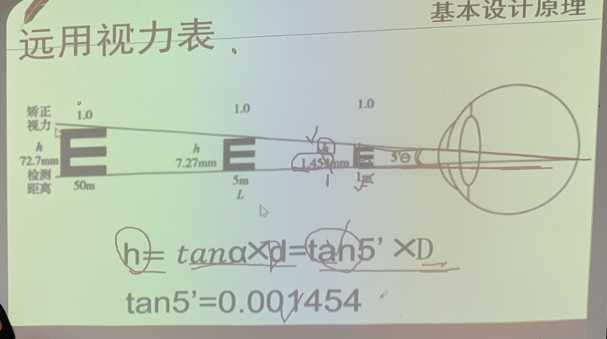 基本设计原理
远用视力表
矫正视力 1.0
1.0
1.0
h
72.7mm
h
7.27mm
h
1.454mm
5'Θ
检测距离 50m
5m
L
1m
h= tanα×d=tan5' ×D
tan5'=0.001454